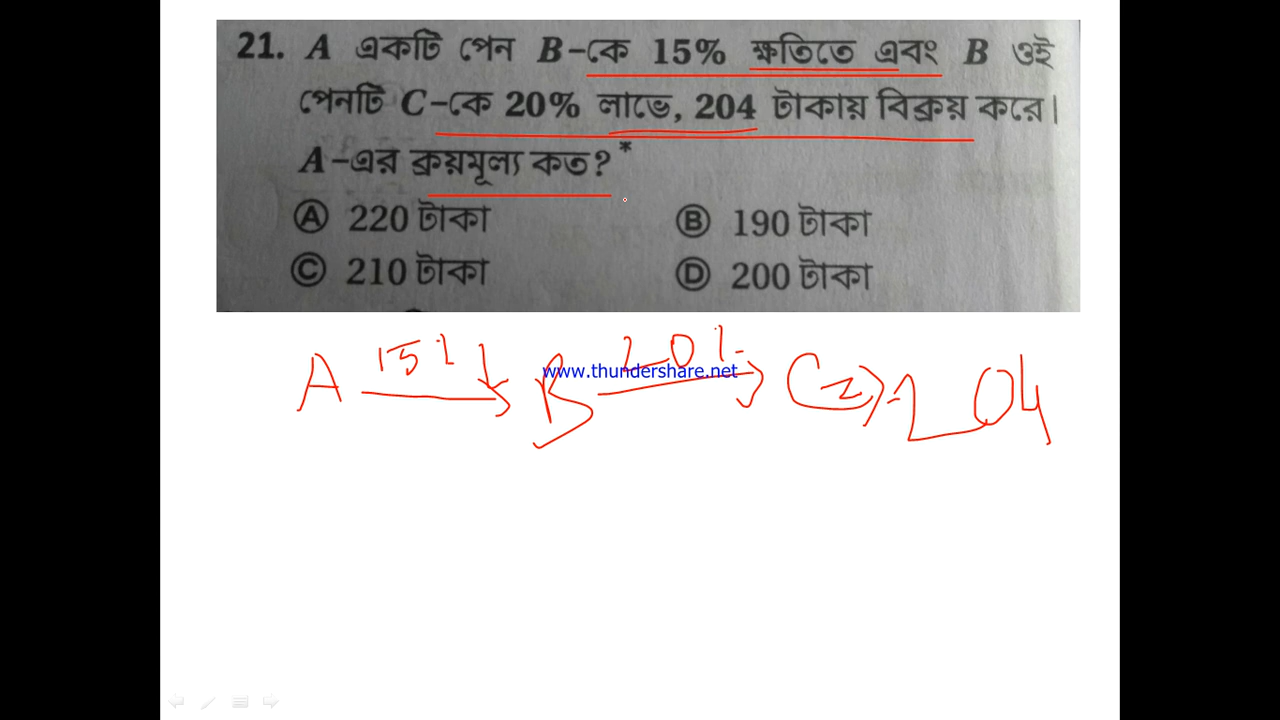 21. A একটি পেন B-কে 15% ক্ষতিতে এবং B ওই
পেনটি C-কে 20% লাভে, 204 টাকায় বিক্রয় করে।
A-এর ক্রয়মূল্য কত?*
Ⓐ 220 টাকা Ⓑ 190 টাকা
Ⓒ 210 টাকা Ⓓ 200 টাকা
A 15% ↓ B 20% C 204
www.thundershare.net